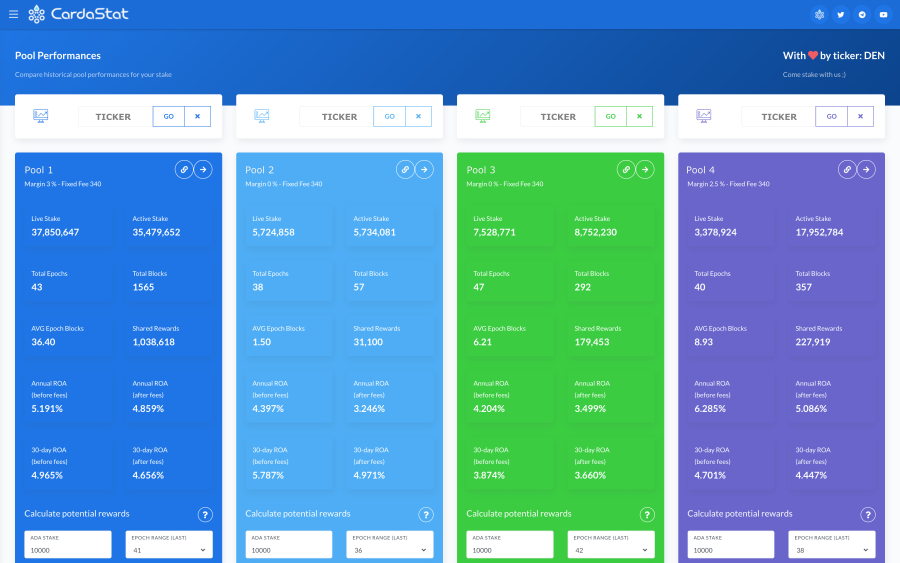 CardaStat
Pool Performances
Compare historical pool performances for your stake
With ❤ by ticker: DEN
Come stake with us ;)
TICKER GO ×
TICKER GO ×
TICKER GO ×
TICKER GO ×
Pool 1
Margin 3 % - Fixed Fee 340
Live Stake Active Stake
37,850,647 35,479,652
Total Epochs Total Blocks
43 1565
AVG Epoch Blocks Shared Rewards
36.40 1,038,618
Annual ROA Annual ROA
(before fees) (after fees)
5.191% 4.859%
30-day ROA 30-day ROA
(before fees) (after fees)
4.965% 4.656%
Calculate potential rewards ?
ADA STAKE EPOCH RANGE (LAST)
10000 41
Pool 2
Margin 0 % - Fixed Fee 340
Live Stake Active Stake
5,724,858 5,734,081
Total Epochs Total Blocks
38 57
AVG Epoch Blocks Shared Rewards
1.50 31,100
Annual ROA Annual ROA
(before fees) (after fees)
4.397% 3.246%
30-day ROA 30-day ROA
(before fees) (after fees)
5.787% 4.971%
Calculate potential rewards ?
ADA STAKE EPOCH RANGE (LAST)
10000 36
Pool 3
Margin 0 % - Fixed Fee 340
Live Stake Active Stake
7,528,771 8,752,230
Total Epochs Total Blocks
47 292
AVG Epoch Blocks Shared Rewards
6.21 179,453
Annual ROA Annual ROA
(before fees) (after fees)
4.204% 3.499%
30-day ROA 30-day ROA
(before fees) (after fees)
3.874% 3.660%
Calculate potential rewards ?
ADA STAKE EPOCH RANGE (LAST)
10000 42
Pool 4
Margin 2.5 % - Fixed Fee 340
Live Stake Active Stake
3,378,924 17,952,784
Total Epochs Total Blocks
40 357
AVG Epoch Blocks Shared Rewards
8.93 227,919
Annual ROA Annual ROA
(before fees) (after fees)
6.285% 5.086%
30-day ROA 30-day ROA
(before fees) (after fees)
4.701% 4.447%
Calculate potential rewards ?
ADA STAKE EPOCH RANGE (LAST)
10000 38